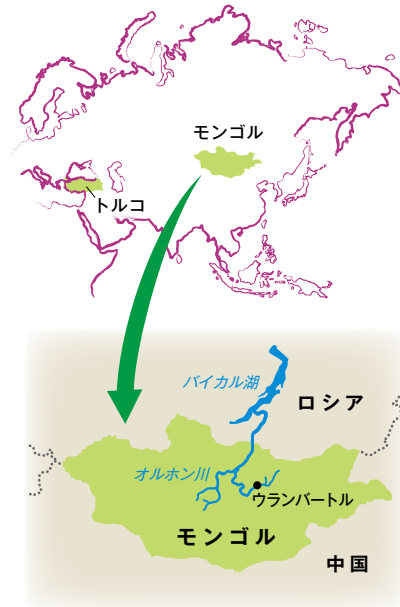 モンゴル
トルコ
バイカル湖
ロシア
オルホン川
ウランバートル
モンゴル
中国